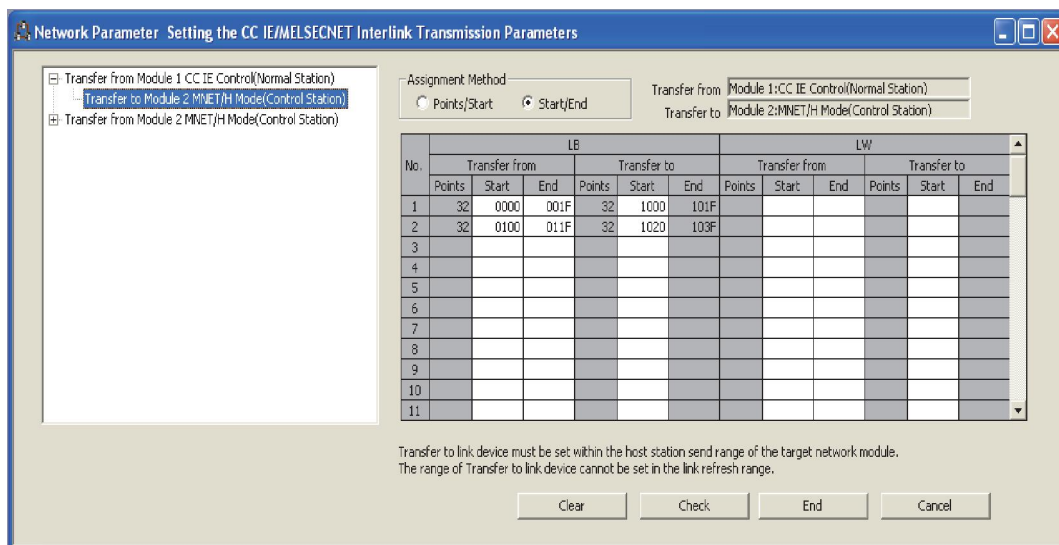 Network Parameter Setting the CC IE/MELSECNET Interlink Transmission Parameters
Transfer from Module 1 CC IE Control(Normal Station)
Transfer to Module 2 MNET/H Mode(Control Station)
Transfer from Module 2 MNET/H Mode(Control Station)
Assignment Method
Points/Start Start/End
Transfer from Module 1:CC IE Control(Normal Station)
Transfer to Module 2:MNET/H Mode(Control Station)
LB LW
No. Transfer from Transfer to Transfer from Transfer to
Points Start End Points Start End Points Start End Points Start End
1 32 0000 001F 32 1000 101F
2 32 0100 011F 32 1020 103F
3
4
5
6
7
8
9
10
11
Transfer to link device must be set within the host station send range of the target network module.
The range of Transfer to link device cannot be set in the link refresh range.
Clear Check End Cancel